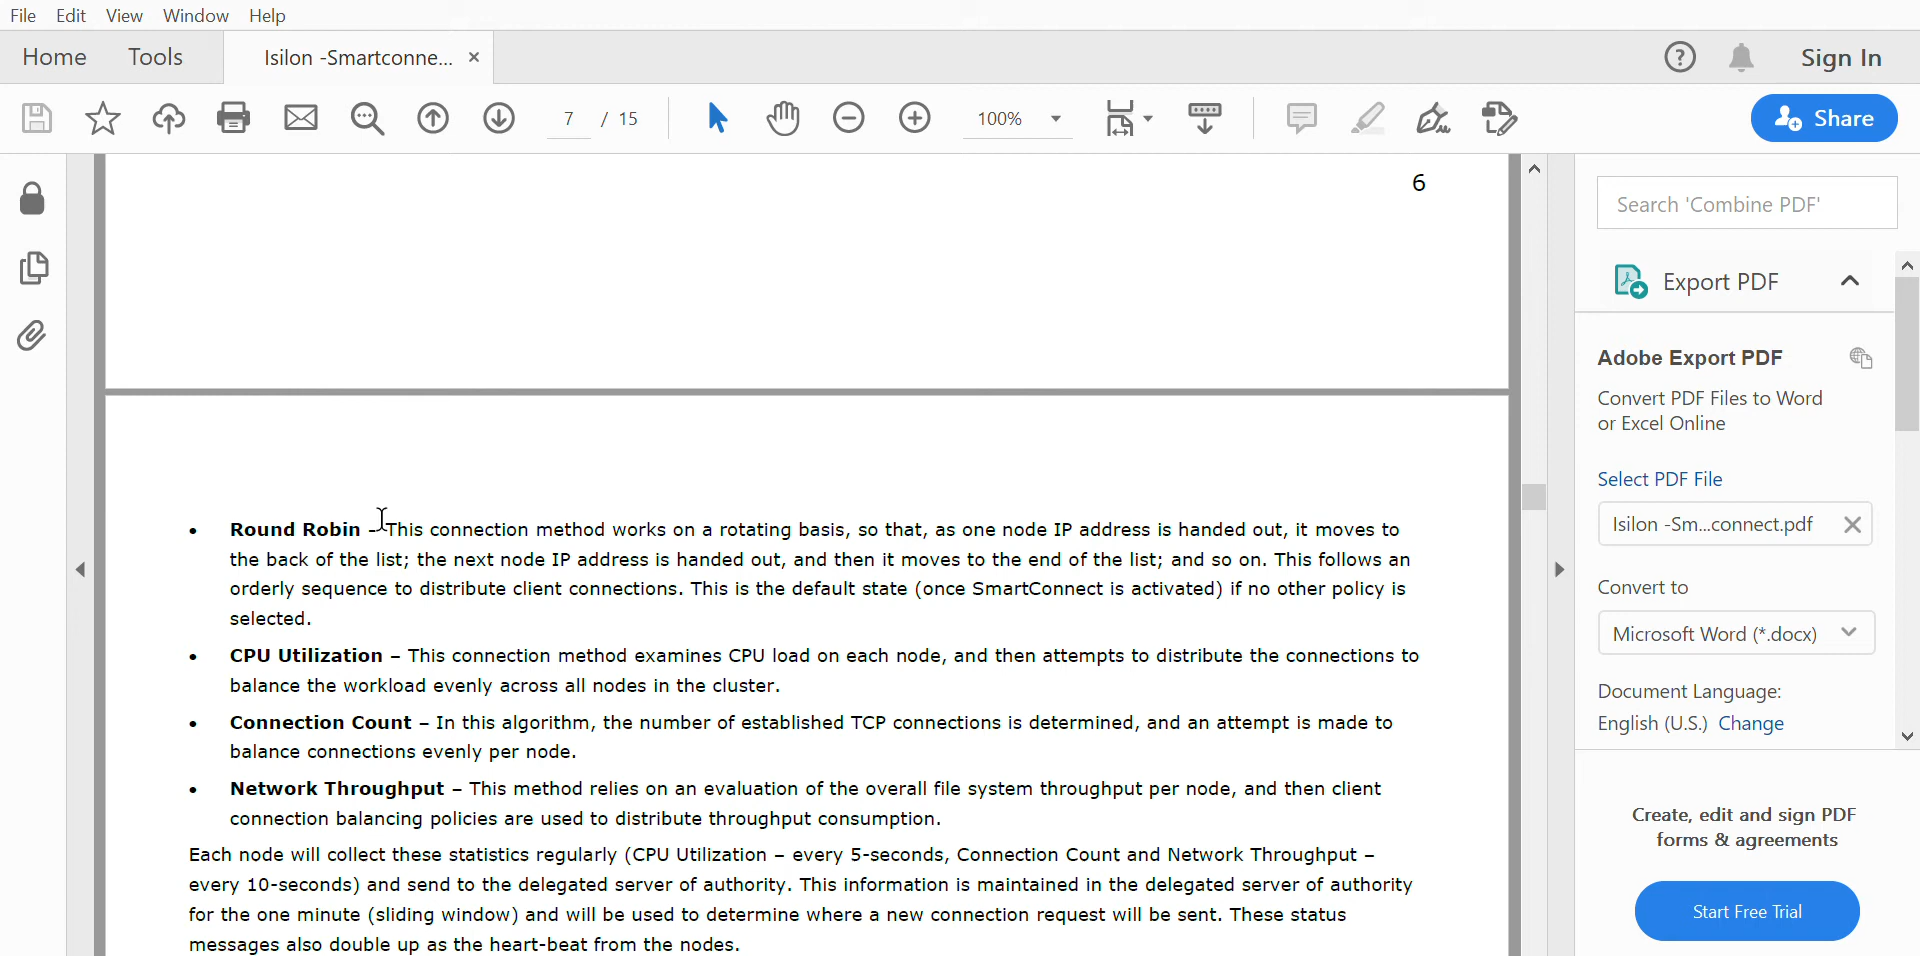 File Edit View Window Help
Home Tools Isilon -Smartconne... × Sign In
7 / 15 100% Share
6
• Round Robin - This connection method works on a rotating basis, so that, as one node IP address is handed out, it moves to
the back of the list; the next node IP address is handed out, and then it moves to the end of the list; and so on. This follows an
orderly sequence to distribute client connections. This is the default state (once SmartConnect is activated) if no other policy is
selected.
• CPU Utilization – This connection method examines CPU load on each node, and then attempts to distribute the connections to
balance the workload evenly across all nodes in the cluster.
• Connection Count – In this algorithm, the number of established TCP connections is determined, and an attempt is made to
balance connections evenly per node.
• Network Throughput – This method relies on an evaluation of the overall file system throughput per node, and then client
connection balancing policies are used to distribute throughput consumption.
Each node will collect these statistics regularly (CPU Utilization – every 5-seconds, Connection Count and Network Throughput –
every 10-seconds) and send to the delegated server of authority. This information is maintained in the delegated server of authority
for the one minute (sliding window) and will be used to determine where a new connection request will be sent. These status
messages also double up as the heart-beat from the nodes.
Search 'Combine PDF'
Export PDF
Adobe Export PDF
Convert PDF Files to Word
or Excel Online
Select PDF File
Isilon -Sm...connect.pdf
Convert to
Microsoft Word (*.docx)
Document Language:
English (U.S.) Change
Create, edit and sign PDF
forms & agreements
Start Free Trial